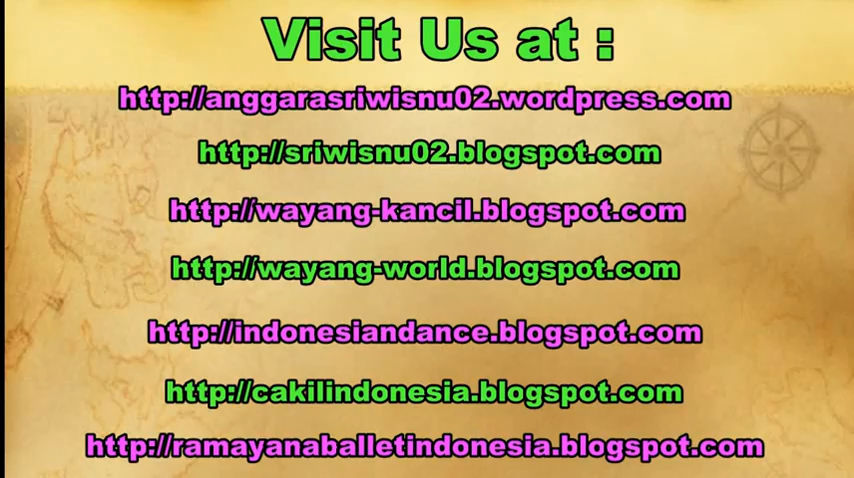 Visit Us at :
http://anggarasriwisnu02.wordpress.com
http://sriwisnu02.blogspot.com
http://wayang-kancil.blogspot.com
http://wayang-world.blogspot.com
http://indonesiandance.blogspot.com
http://cakilindonesia.blogspot.com
http://ramayanaballetindonesia.blogspot.com